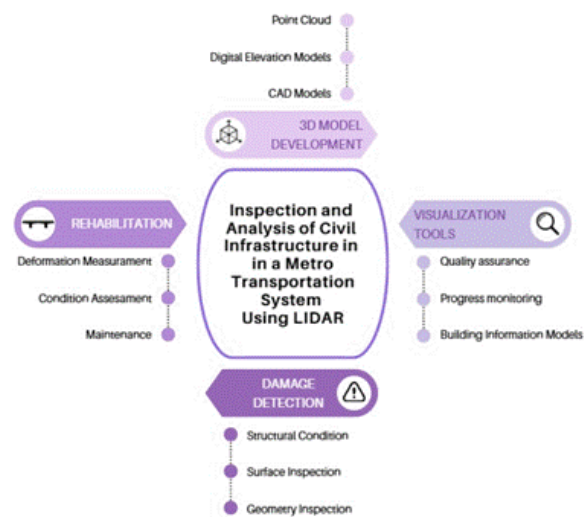 Point Cloud
Digital Elevation Models
CAD Models
3D MODEL
DEVELOPMENT
REHABILITATION
Deformation Measurament
Condition Assesament
Maintenance
Inspection and
Analysis of Civil
Infrastructure in
in a Metro
Transportation
System
Using LIDAR
VISUALIZATION
TOOLS
Quality assurance
Progress monitoring
Building Information Models
DAMAGE
DETECTION
Structural Condition
Surface Inspection
Geometry Inspection